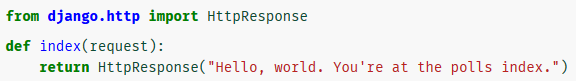 from django.http import HttpResponse
def index(request):
    return HttpResponse("Hello, world. You're at the polls index.")